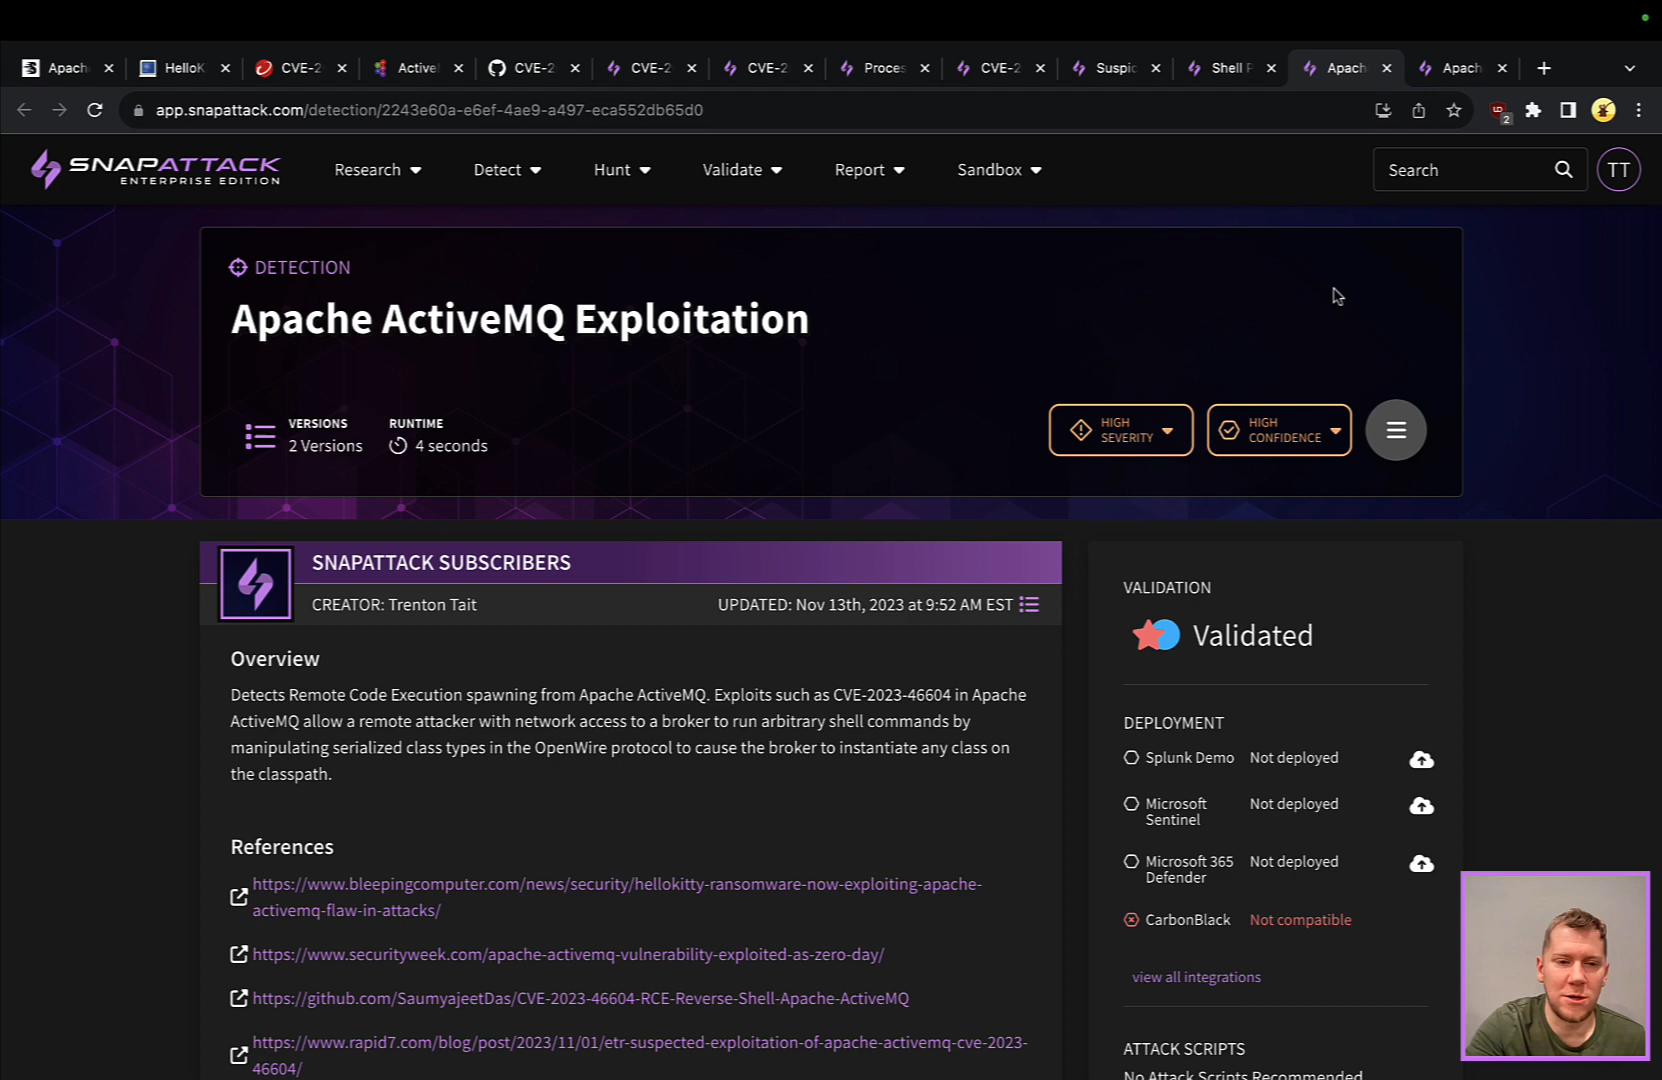 Apach
HelloK
CVE-2
Active
CVE-2
CVE-2
CVE-2
Proces
CVE-2
Suspic
Shell P
Apach
Apach
app.snapattack.com/detection/2243e60a-e6ef-4ae9-a497-eca552db65d0
2
SNAPATTACK
ENTERPRISE EDITION
Research
Detect
Hunt
Validate
Report
Sandbox
Search
TT
DETECTION
Apache ActiveMQ Exploitation
VERSIONS
2 Versions
RUNTIME
4 seconds
HIGH
SEVERITY
HIGH
CONFIDENCE
SNAPATTACK SUBSCRIBERS
CREATOR: Trenton Tait
UPDATED: Nov 13th, 2023 at 9:52 AM EST
Overview
Detects Remote Code Execution spawning from Apache ActiveMQ. Exploits such as CVE-2023-46604 in Apache
ActiveMQ allow a remote attacker with network access to a broker to run arbitrary shell commands by
manipulating serialized class types in the OpenWire protocol to cause the broker to instantiate any class on
the classpath.
References
https://www.bleepingcomputer.com/news/security/hellokitty-ransomware-now-exploiting-apache-
activemq-flaw-in-attacks/
https://www.securityweek.com/apache-activemq-vulnerability-exploited-as-zero-day/
https://github.com/SaumyajeetDas/CVE-2023-46604-RCE-Reverse-Shell-Apache-ActiveMQ
https://www.rapid7.com/blog/post/2023/11/01/etr-suspected-exploitation-of-apache-activemq-cve-2023-
46604/
VALIDATION
Validated
DEPLOYMENT
Splunk Demo Not deployed
Microsoft
Sentinel
Not deployed
Microsoft 365
Defender
Not deployed
CarbonBlack Not compatible
view all integrations
ATTACK SCRIPTS
No Attack Scripts Recommended